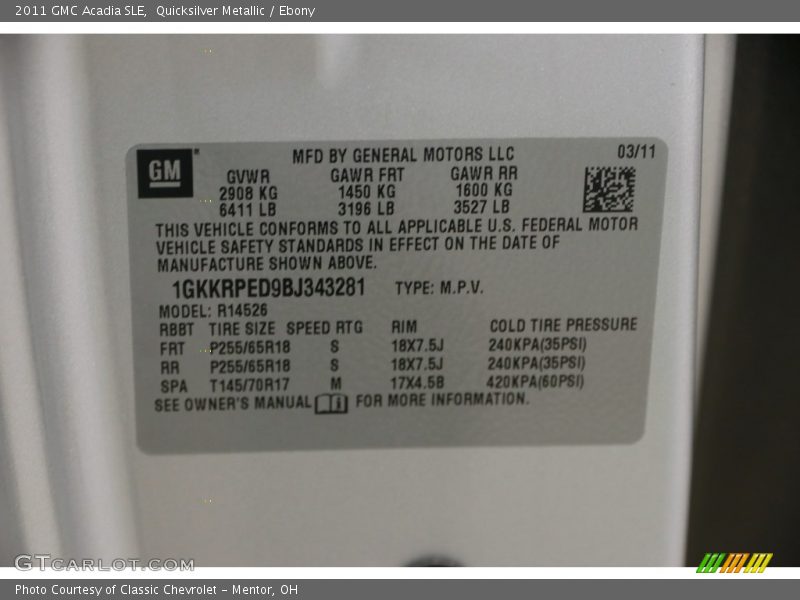 2011 GMC Acadia SLE, Quicksilver Metallic / Ebony
GM
MFD BY GENERAL MOTORS LLC 03/11
GVWR GAWR FRT GAWR RR
2908 KG 1450 KG 1600 KG
6411 LB 3196 LB 3527 LB
THIS VEHICLE CONFORMS TO ALL APPLICABLE U.S. FEDERAL MOTOR
VEHICLE SAFETY STANDARDS IN EFFECT ON THE DATE OF
MANUFACTURE SHOWN ABOVE.
1GKKRPED9BJ343281 TYPE: M.P.V.
MODEL: R14526
RBBT TIRE SIZE SPEED RTG RIM COLD TIRE PRESSURE
FRT P255/65R18 S 18X7.5J 240KPA(35PSI)
RR P255/65R18 S 18X7.5J 240KPA(35PSI)
SPA T145/70R17 M 17X4.5B 420KPA(60PSI)
SEE OWNER'S MANUAL FOR MORE INFORMATION.
GTCARLOT.COM
Photo Courtesy of Classic Chevrolet - Mentor, OH